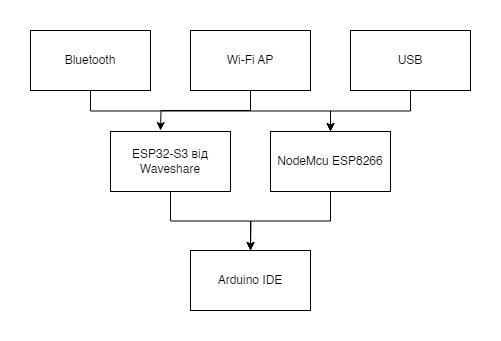 Bluetooth
Wi-Fi AP
USB
ESP32-S3 від
Waveshare
NodeMcu ESP8266
Arduino IDE